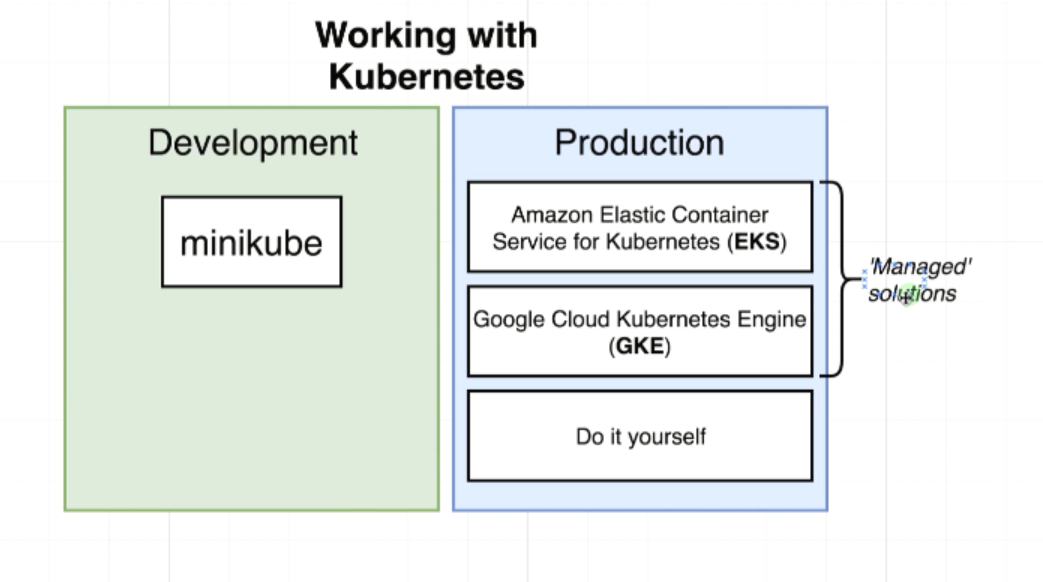 Working with
Kubernetes
Development
minikube
Production
Amazon Elastic Container
Service for Kubernetes (EKS)
Google Cloud Kubernetes Engine
(GKE)
Do it yourself
'Managed'
solutions